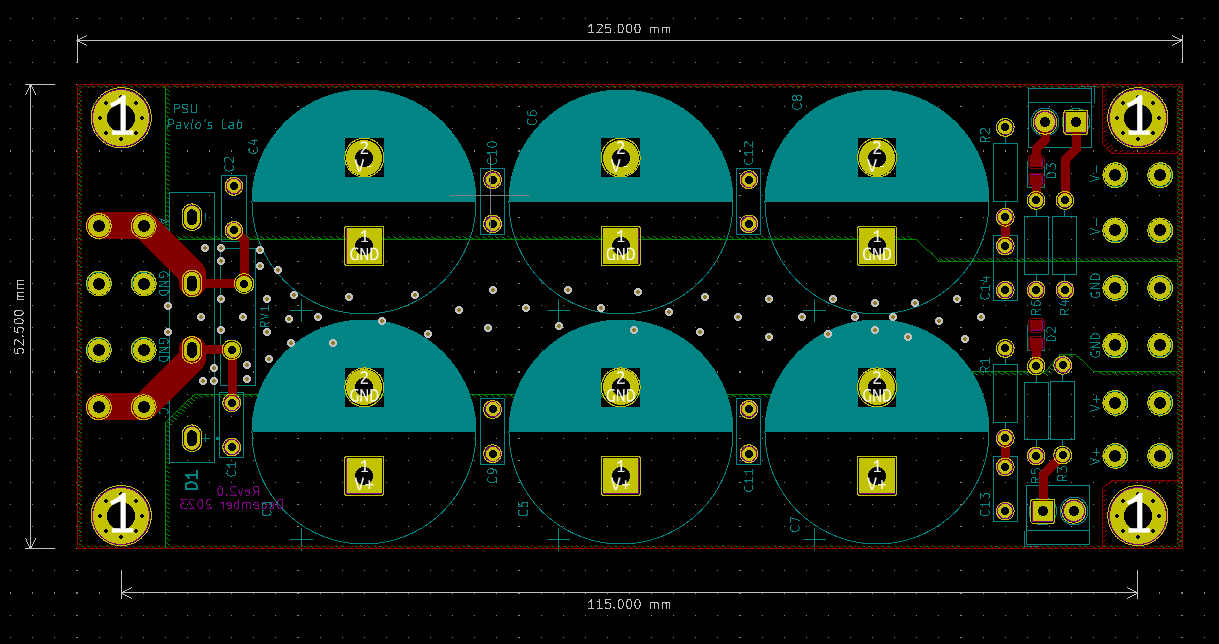 125.000 mm
1
PSU
Pavlo's Lab
C4
C6
C8
R2
1
2
V-
2
V-
2
V-
C2
C10
C12
D3
V-
1
GND
1
GND
1
GND
V-
GND
RV1
C14
R6
R4
GND
52.500 mm
GND
R1
D2
GND
2
GND
2
GND
2
GND
V+
D1
C1
C9
C11
1
V+
1
V+
1
V+
C13
R5
R3
V+
Rev2.0
December 2023
C5
C7
1
1
115.000 mm